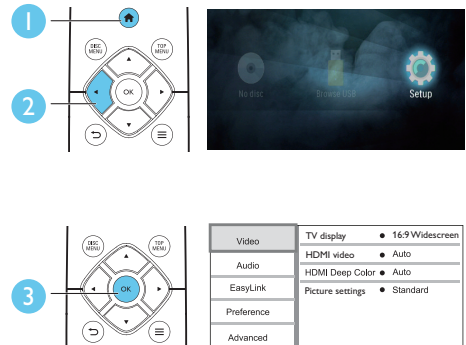 1
DISC
MENU
TOP
MENU
2
OK
No disc
Browse USB
Setup
DISC
MENU
TOP
MENU
3
OK
Video
Audio
EasyLink
Preference
Advanced
TV display ● 16:9 Widescreen
HDMI video ● Auto
HDMI Deep Color ● Auto
Picture settings ● Standard